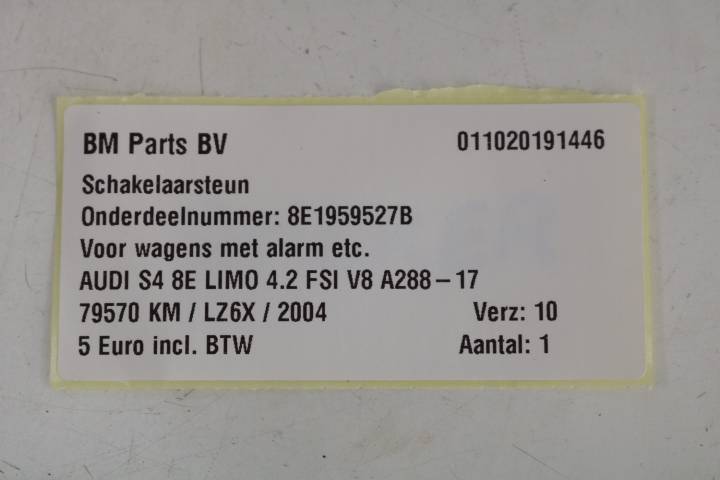 BM Parts BV 011020191446
Schakelaarsteun
Onderdeelnummer: 8E1959527B
Voor wagens met alarm etc.
AUDI S4 8E LIMO 4.2 FSI V8 A288-17
79570 KM / LZ6X / 2004 Verz: 10
5 Euro incl. BTW Aantal: 1